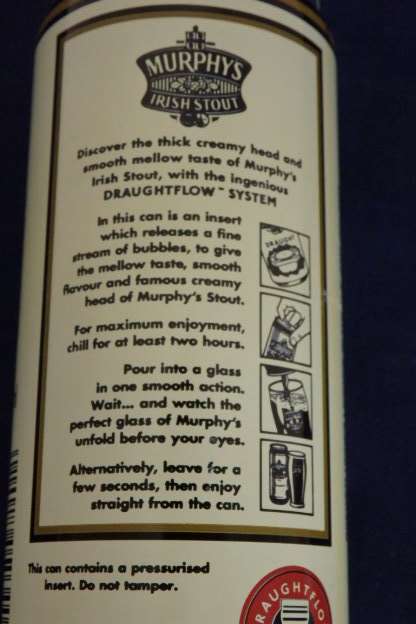 MURPHY'S
IRISH STOUT
Discover the thick creamy head and
smooth mellow taste of Murphy's
Irish Stout, with the ingenious
DRAUGHTFLOW™ SYSTEM
In this can is an insert
which releases a fine
stream of bubbles, to give
the mellow taste, smooth
flavour and famous creamy
head of Murphy's Stout.
For maximum enjoyment,
chill for at least two hours.
Pour into a glass
in one smooth action.
Wait... and watch the
perfect glass of Murphy's
unfold before your eyes.
Alternatively, leave for a
few seconds, then enjoy
straight from the can.
DRAUGHT
This can contains a pressurised
insert. Do not tamper.
RAUGHTFLO